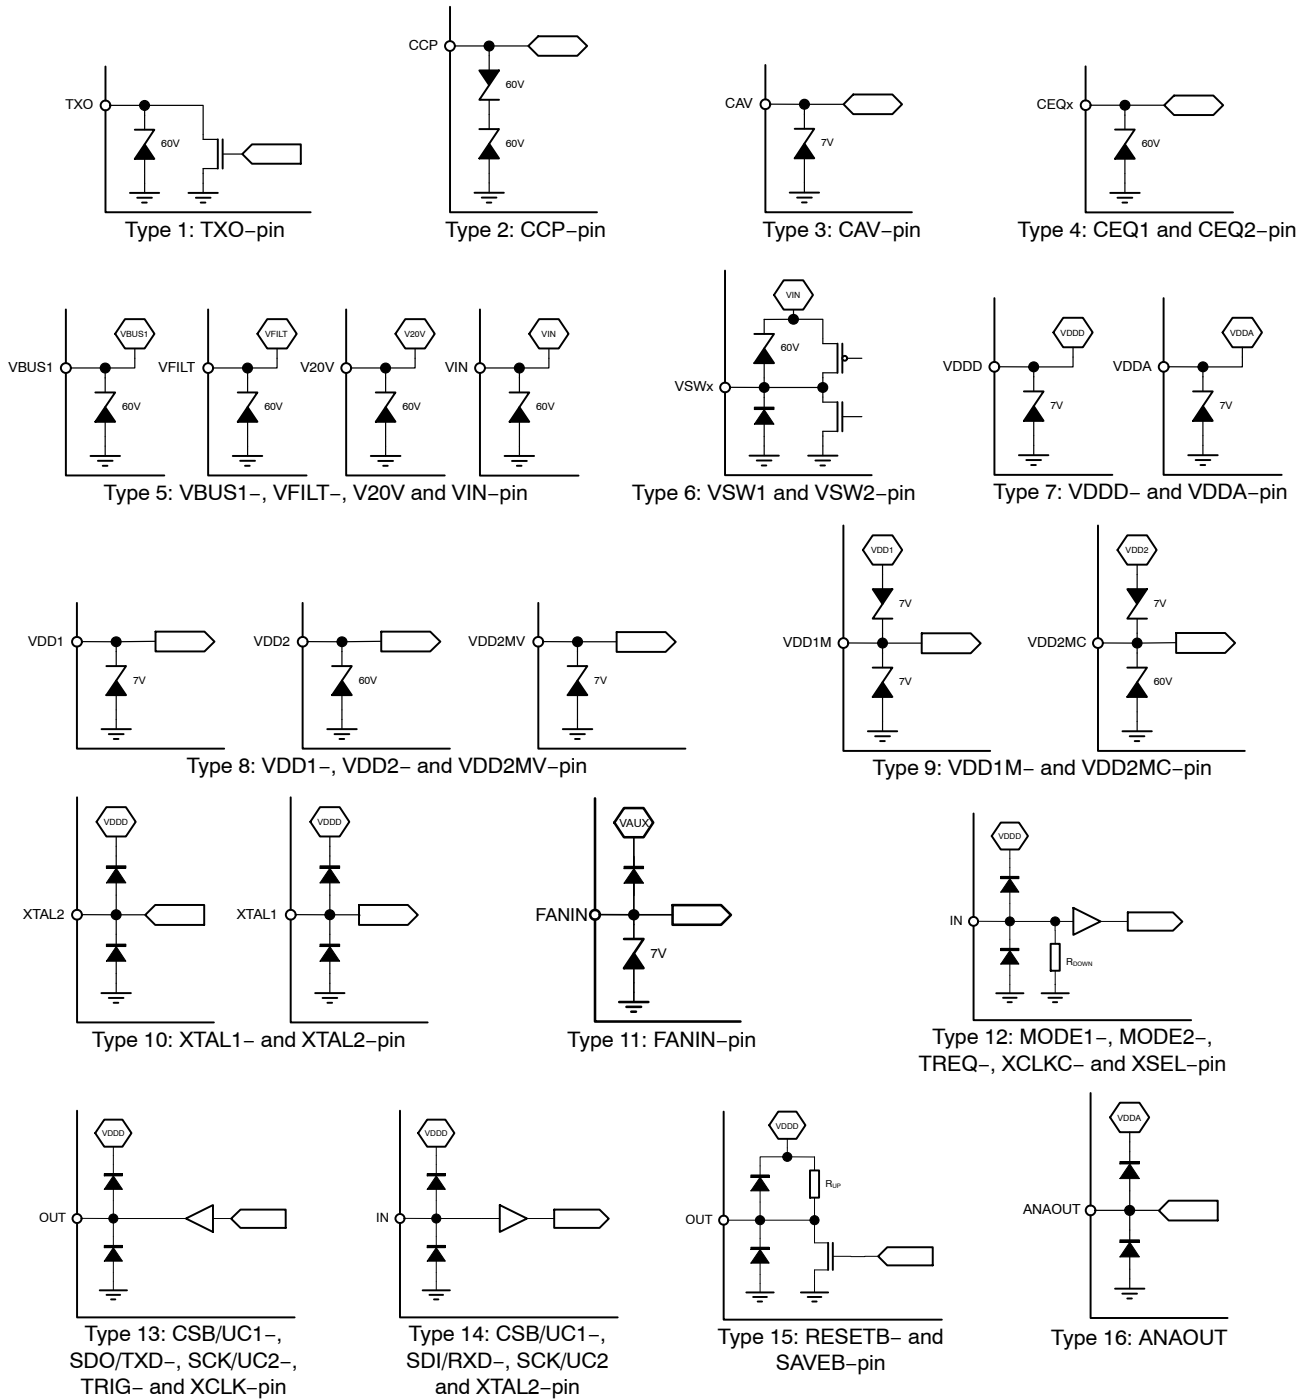 TXO
60V
Type 1: TXO-pin
CCP
60V
60V
Type 2: CCP-pin
CAV
7V
Type 3: CAV-pin
CEQx
60V
Type 4: CEQ1 and CEQ2-pin
VBUS1
VBUS1
60V
VFILT
VFILT
60V
V20V
V20V
60V
VIN
VIN
60V
Type 5: VBUS1-, VFILT-, V20V and VIN-pin
VIN
60V
VSWx
Type 6: VSW1 and VSW2-pin
VDDD
VDDD
7V
VDDA
VDDA
7V
Type 7: VDDD- and VDDA-pin
VDD1
7V
VDD2
60V
VDD2MV
7V
Type 8: VDD1-, VDD2- and VDD2MV-pin
VDD1
7V
VDD1M
7V
VDD2
7V
VDD2MC
60V
Type 9: VDD1M- and VDD2MC-pin
VDDD
XTAL2
VDDD
XTAL1
Type 10: XTAL1- and XTAL2-pin
VAUX
FANIN
7V
Type 11: FANIN-pin
VDDD
IN
RDOWN
Type 12: MODE1-, MODE2-,
TREQ-, XCLKC- and XSEL-pin
VDDD
OUT
Type 13: CSB/UC1-,
SDO/TXD-, SCK/UC2-,
TRIG- and XCLK-pin
VDDD
IN
Type 14: CSB/UC1-,
SDI/RXD-, SCK/UC2
and XTAL2-pin
VDDD
RUP
OUT
Type 15: RESETB- and
SAVEB-pin
VDDA
ANAOUT
Type 16: ANAOUT